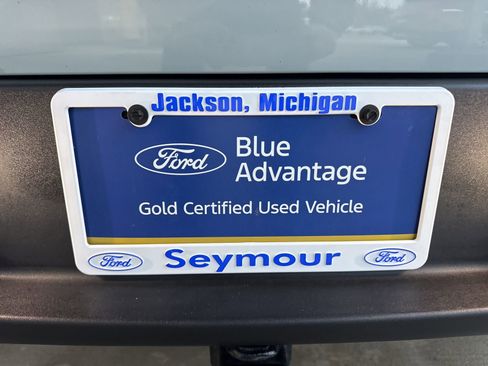 Jackson, Michigan
Ford
Blue
Advantage
Gold Certified Used Vehicle
Ford Seymour Ford